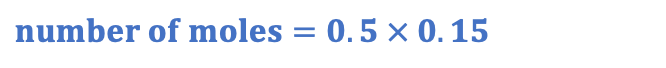 number of moles = 0.5 × 0.15